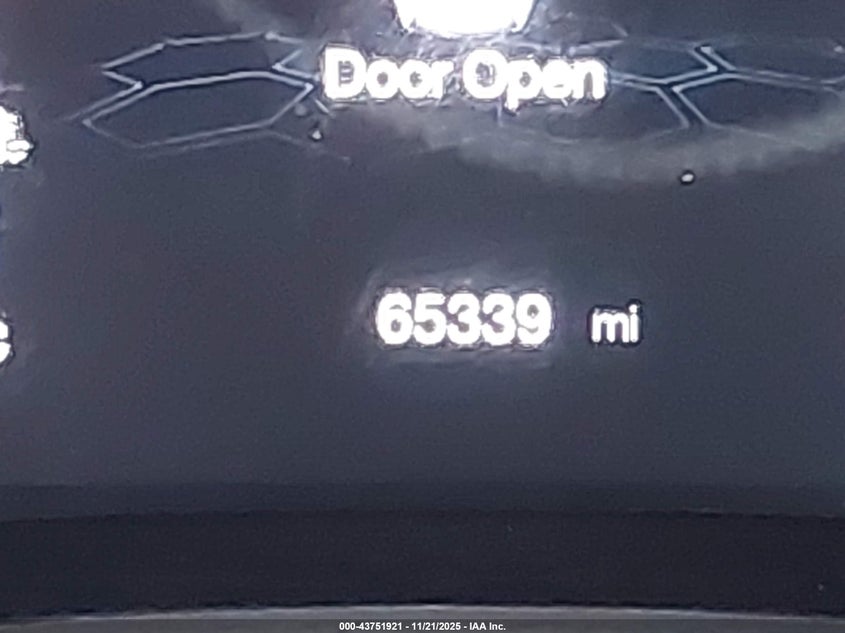 Door Open
65339 mi
000-43751921 - 11/21/2025 - IAA Inc.